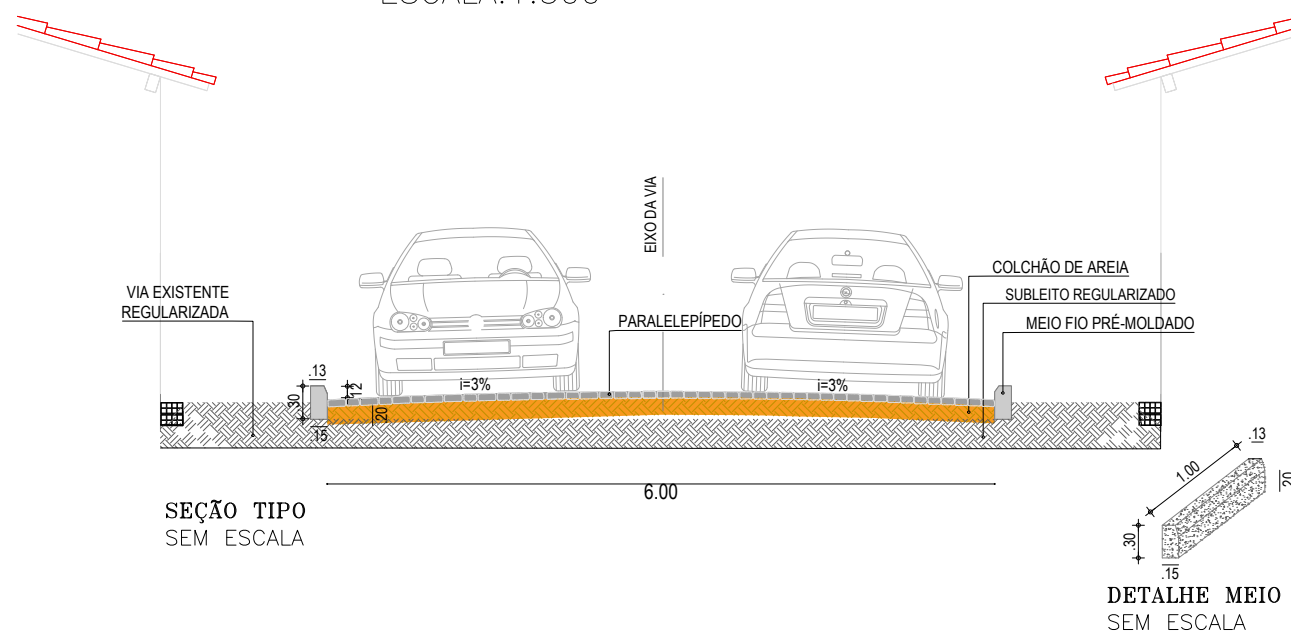 EIXO DA VIA
COLCHÃO DE AREIA
VIA EXISTENTE
REGULARIZADA
SUBLEITO REGULARIZADO
PARALELEPÍPEDO
MEIO FIO PRÉ-MOLDADO
.13
12
i=3%
i=3%
.30
20
.15
6.00
SEÇÃO TIPO
SEM ESCALA
.13
1.00
20
.30
.15
DETALHE MEIO
SEM ESCALA